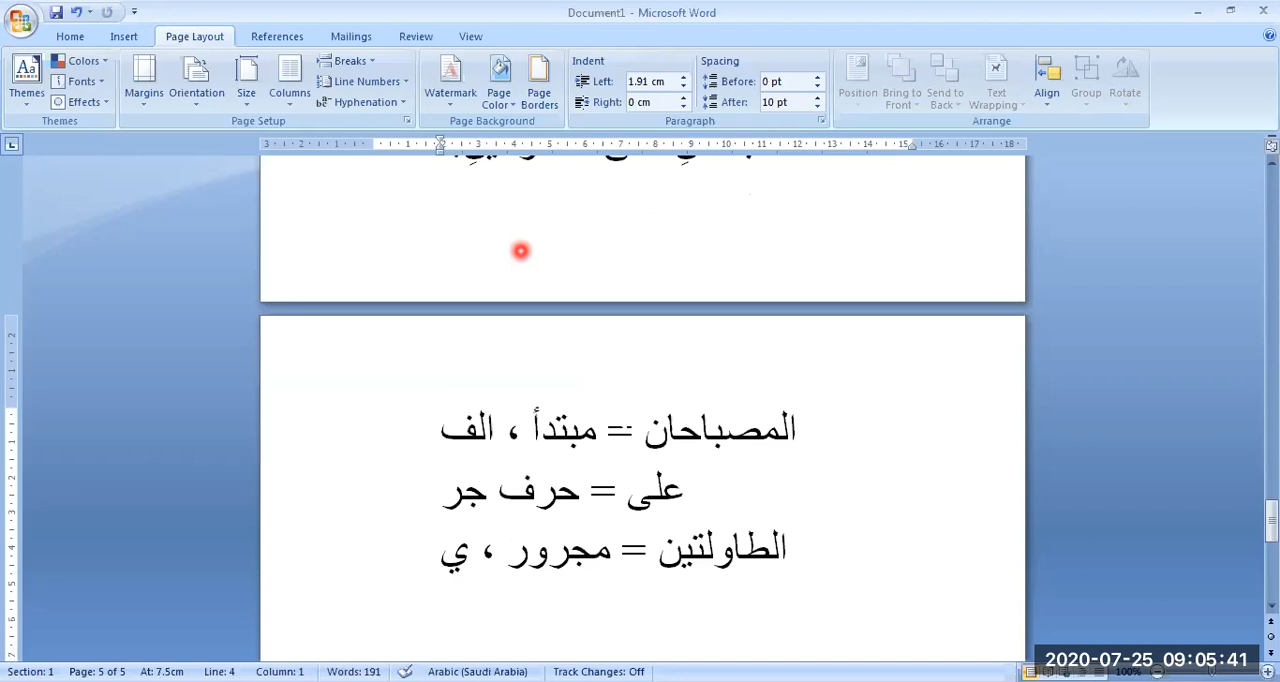 Document1 - Microsoft Word
Home Insert Page Layout References Mailings Review View
Themes
Colors
Fonts
Effects
Themes
Margins
Orientation
Size
Columns
Breaks
Line Numbers
Hyphenation
Page Setup
Watermark
Page Color
Page Borders
Page Background
Indent
Left: 1.91 cm
Right: 0 cm
Spacing
Before: 0 pt
After: 10 pt
Paragraph
Position
Bring to Front
Send to Back
Text Wrapping
Align
Group
Rotate
Arrange
المصباحان = مبتدأ ، الف
على = حرف جر
الطاولتين = مجرور ، ي
Section: 1 Page: 5 of 5 At: 7.5cm Line: 4 Column: 1 Words: 191 Arabic (Saudi Arabia) Track Changes: Off
2020-07-25 09:05:41
100%